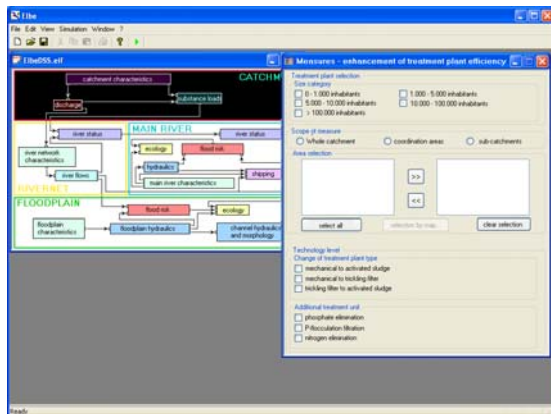 Elbe
File Edit View Simulation Window ?
ElbeDSS.elf
catchment characteristics
CATCHM
discharge
substance loads
river status
MAIN RIVER
river status
ecology
flood risk
river network
characteristics
hydraulics
shipping
river flows
main river characteristics
RIVERNET
FLOODPLAIN
flood risk
ecology
floodplain
characteristics
floodplain hydraulics
channel hydraulics
and morphology
Measures - enhancement of treatment plant efficiency
Treatment plant selection
Size category
0 - 1.000 inhabitants
1.000 - 5.000 inhabitants
5.000 - 10.000 inhabitants
10.000 - 100.000 inhabitants
> 100.000 inhabitants
Scope of measure
Whole catchment
coordination areas
sub-catchments
Area selection
>>
<<
select all
selection by map...
clear selection
Technology level
Change of treatment plant type
mechanical to activated sludge
mechanical to trickling filter
trickling filter to activated sludge
Additional treatment unit
phosphate elimination
P-flocculation filtration
nitrogen elimination
Ready